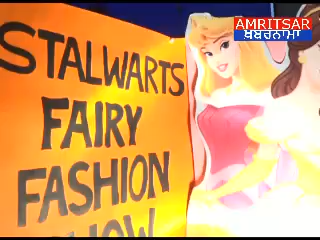 AMRITSAR
ਖ਼ਬਰਨਾਮਾ
STALWARTS
FAIRY
FASHION
SHOW